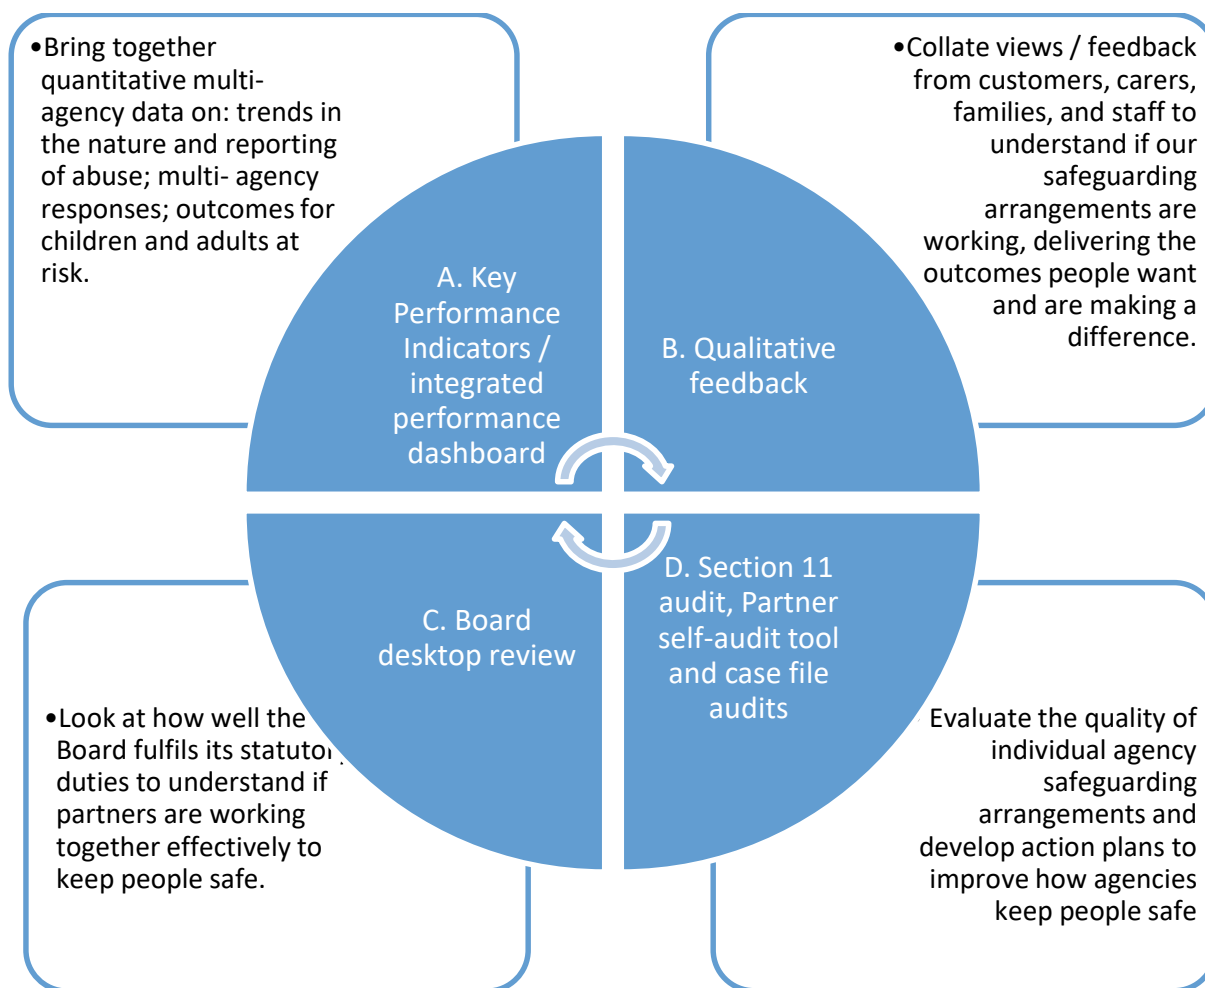 •Bring together
quantitative multi-
agency data on: trends in
the nature and reporting
of abuse; multi- agency
responses; outcomes for
children and adults at
risk.
A. Key
Performance
Indicators /
integrated
performance
dashboard
•Collate views / feedback
from customers, carers,
families, and staff to
understand if our
safeguarding
arrangements are
working, delivering the
outcomes people want
and are making a
difference.
B. Qualitative
feedback
C. Board
desktop review
•Look at how well the
Board fulfils its statutory
duties to understand if
partners are working
together effectively to
keep people safe.
D. Section 11
audit, Partner
self-audit tool
and case file
audits
Evaluate the quality of
individual agency
safeguarding
arrangements and
develop action plans to
improve how agencies
keep people safe